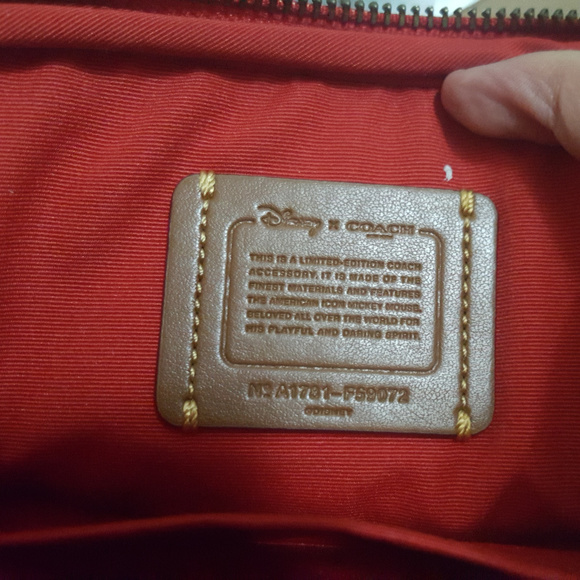 Disney X COACH
THIS IS A LIMITED-EDITION COACH
ACCESSORY. IT IS MADE OF THE
FINEST MATERIALS AND FEATURES
THE AMERICAN ICON MICKEY MOUSE,
BELOVED ALL OVER THE WORLD FOR
HIS PLAYFUL AND DARING SPIRIT.
Nº A1781-F59072
©DISNEY